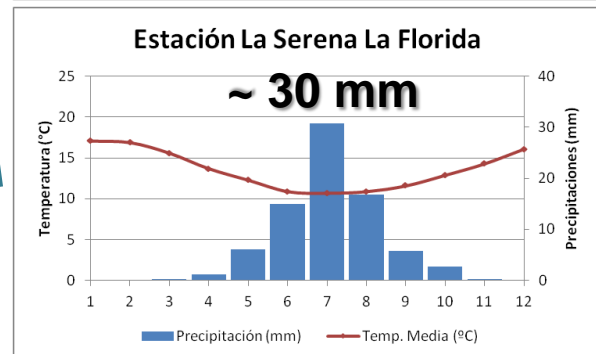 Estación La Serena La Florida
~ 30 mm
25
20
15
10
5
0
Temperatura (°C)
40
30
20
10
0
Precipitaciones (mm)
1 2 3 4 5 6 7 8 9 10 11 12
Precipitación (mm) Temp. Media (ºC)